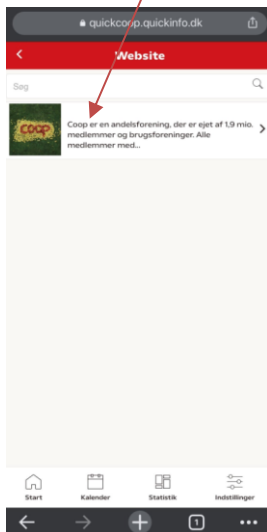 quickcoop.quickinfo.dk
Website
Søg
coop
Coop er en andelsforening, der er ejet af 1,9 mio.
medlemmer og brugsforeninger. Alle
medlemmer med...
Start
Kalender
Statistik
Indstillinger
1